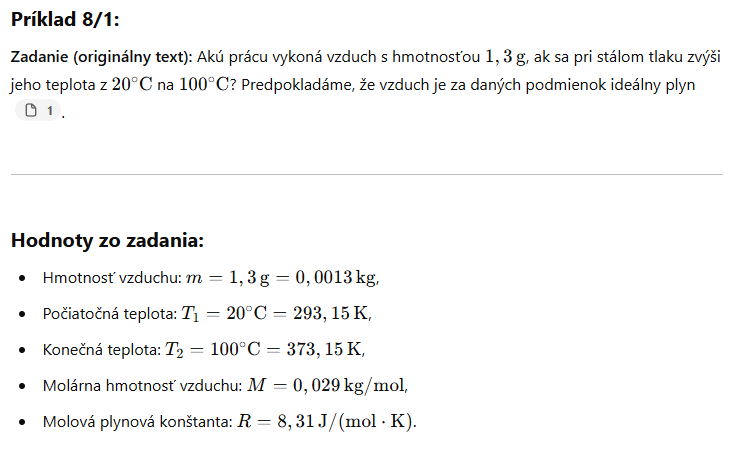 Príklad 8/1:
Zadanie (originálny text): Akú prácu vykoná vzduch s hmotnosťou 1, 3 g, ak sa pri stálom tlaku zvýši
jeho teplota z 20°C na 100°C? Predpokladáme, že vzduch je za daných podmienok ideálny plyn
1 .
Hodnoty zo zadania:
• Hmotnosť vzduchu: m = 1, 3 g = 0, 0013 kg,
• Počiatočná teplota: T₁ = 20°C = 293, 15 K,
• Konečná teplota: T₂ = 100°C = 373, 15 K,
• Molárna hmotnosť vzduchu: M = 0, 029 kg/mol,
• Molová plynová konštanta: R = 8, 31 J/(mol · K).